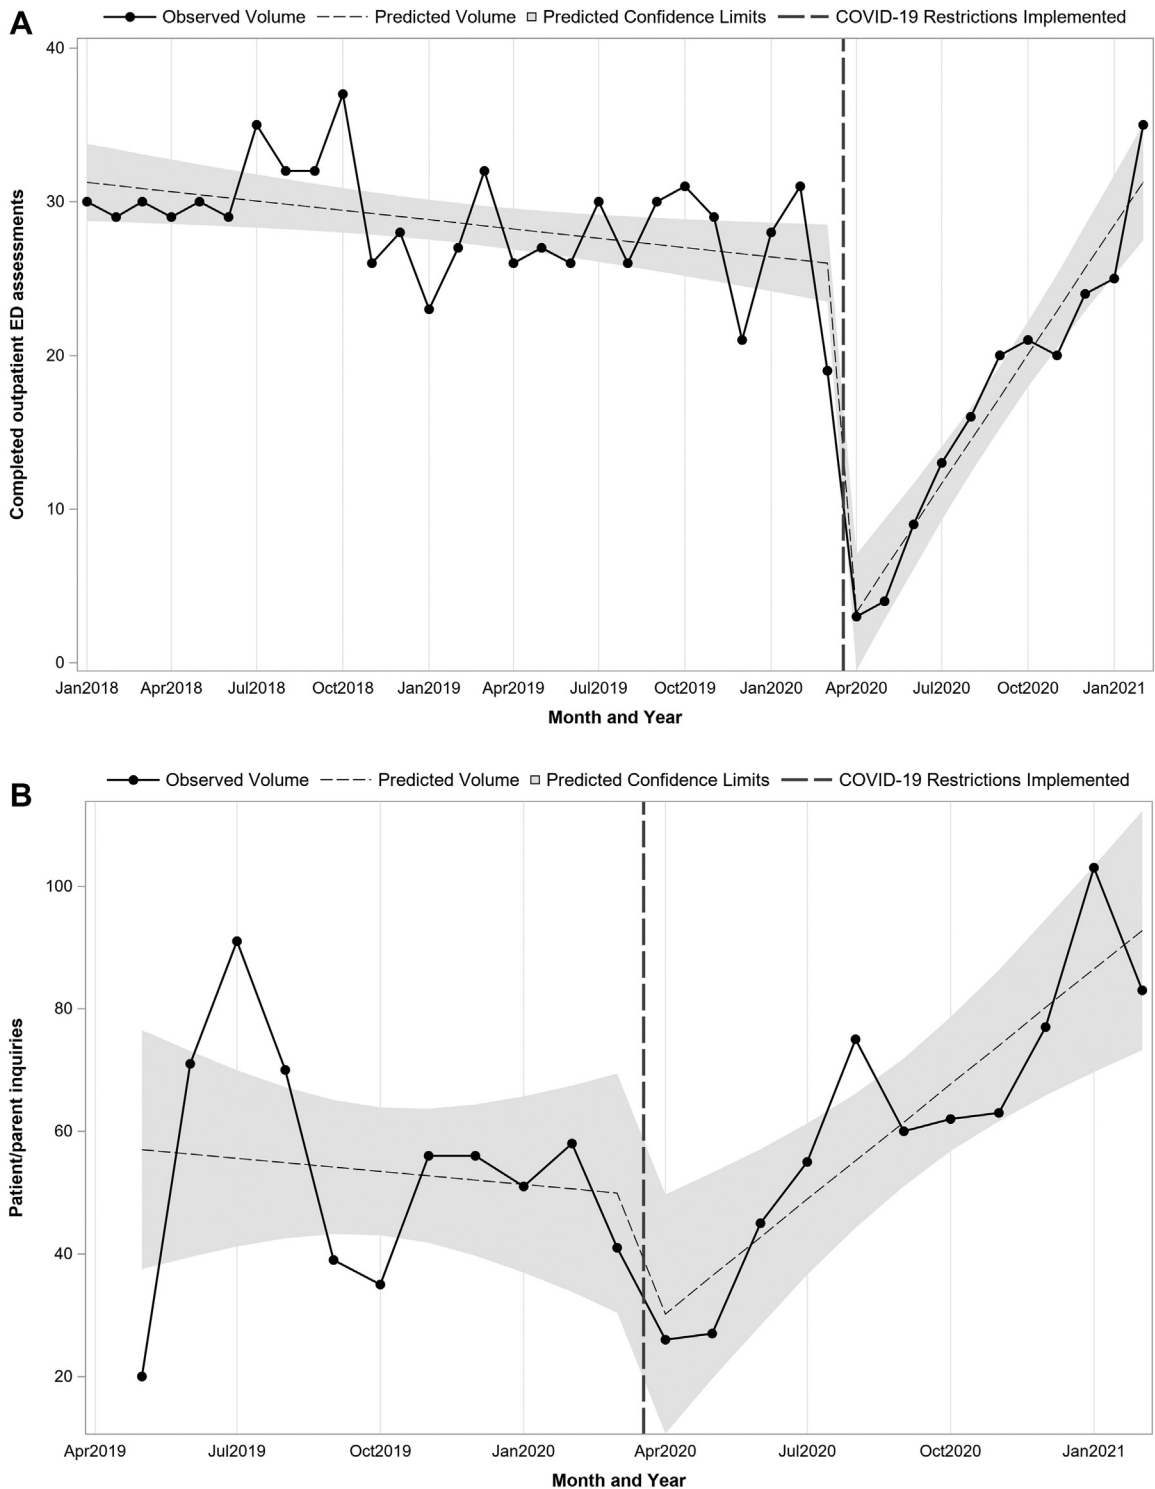 A
Observed Volume Predicted Volume Predicted Confidence Limits COVID-19 Restrictions Implemented
Completed outpatient ED assessments
40
30
20
10
0
Jan2018 Apr2018 Jul2018 Oct2018 Jan2019 Apr2019 Jul2019 Oct2019 Jan2020 Apr2020 Jul2020 Oct2020 Jan2021
Month and Year
B
Observed Volume Predicted Volume Predicted Confidence Limits COVID-19 Restrictions Implemented
Patient/parent inquiries
100
80
60
40
20
Apr2019 Jul2019 Oct2019 Jan2020 Apr2020 Jul2020 Oct2020 Jan2021
Month and Year